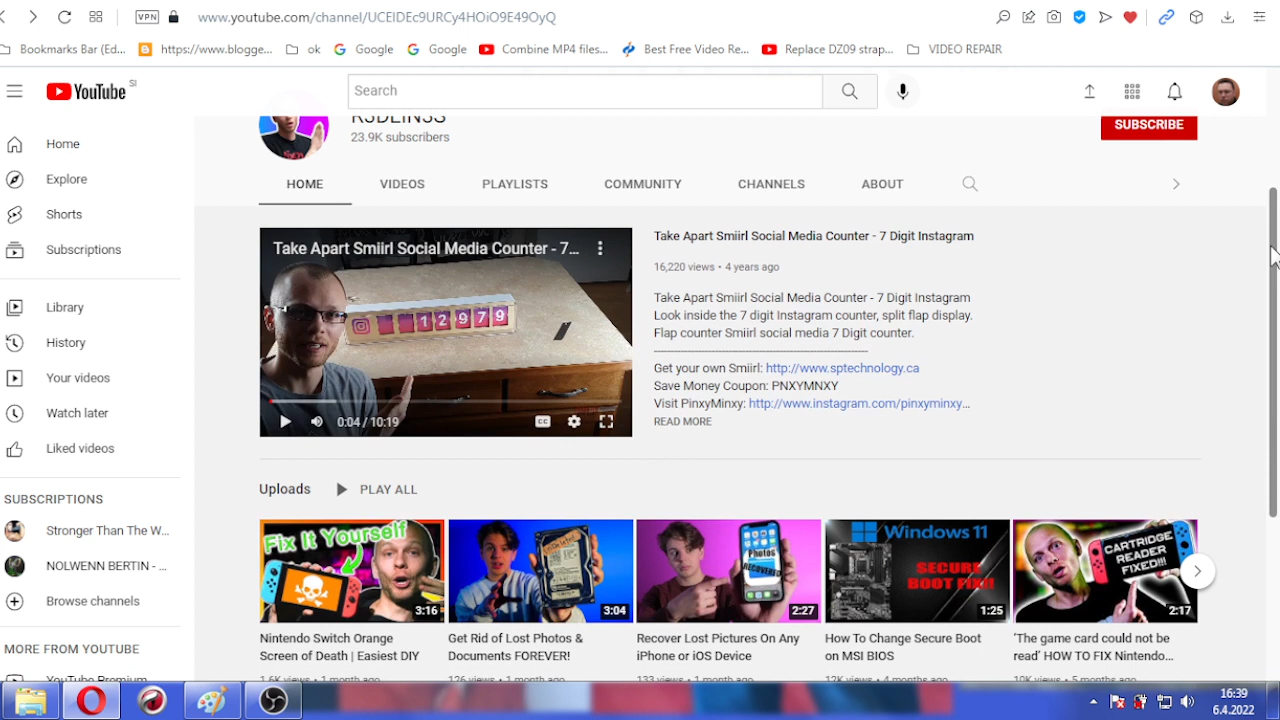 www.youtube.com/channel/UCEIDEc9URCy4HOiO9E49OyQ
VPN
Bookmarks Bar (Ed...
https://www.blogge...
ok
Google
Google
Combine MP4 files...
Best Free Video Re...
Replace DZ09 strap...
VIDEO REPAIR
YouTube SI
Search
23.9K subscribers
SUBSCRIBE
HOME
VIDEOS
PLAYLISTS
COMMUNITY
CHANNELS
ABOUT
Home
Explore
Shorts
Subscriptions
Library
History
Your videos
Watch later
Liked videos
SUBSCRIPTIONS
Stronger Than The W...
NOLWENN BERTIN - ...
Browse channels
MORE FROM YOUTUBE
YouTube Premium
Take Apart Smiirl Social Media Counter - 7...
12979
0:04 / 10:19
CC
Take Apart Smiirl Social Media Counter - 7 Digit Instagram
16,220 views • 4 years ago
Take Apart Smiirl Social Media Counter - 7 Digit Instagram
Look inside the 7 digit Instagram counter, split flap display.
Flap counter Smiirl social media 7 Digit counter.
Get your own Smiirl: http://www.sptechnology.ca
Save Money Coupon: PNXYMNXY
Visit PinxyMinxy: http://www.instagram.com/pinxyminxy...
READ MORE
Uploads
PLAY ALL
Fix It Yourself
3:16
Nintendo Switch Orange
Screen of Death | Easiest DIY
1.6K views • 1 month ago
3:04
Get Rid of Lost Photos &
Documents FOREVER!
126 views • 1 month ago
Photos
RECOVERED
2:27
Recover Lost Pictures On Any
iPhone or iOS Device
133 views • 1 month ago
Windows 11
SECURE
BOOT FIX!!
1:25
How To Change Secure Boot
on MSI BIOS
12K views • 4 months ago
CARTRIDGE
READER
FIXED!!!
2:17
‘The game card could not be
read’ HOW TO FIX Nintendo...
10K views • 5 months ago
16:39
6.4.2022